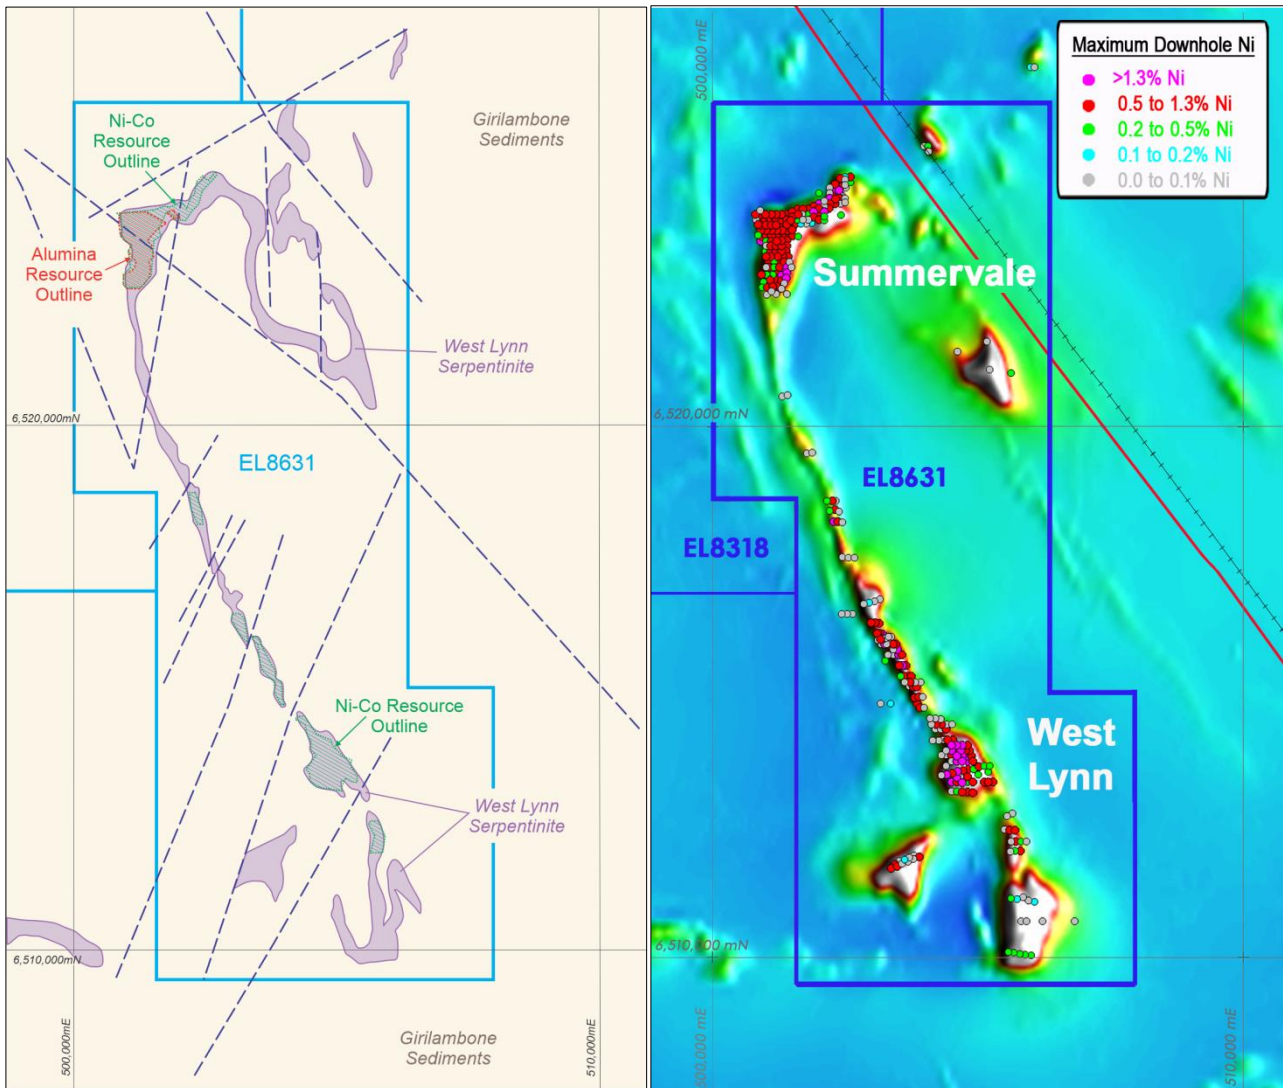 Ni-Co
Resource
Outline
Girilambone
Sediments
Alumina
Resource
Outline
West Lynn
Serpentinite
6,520,000mN
EL8631
Ni-Co Resource
Outline
West Lynn
Serpentinite
6,510,000mN
500,000mE
510,000mE
Girilambone
Sediments
500,000 mE
Maximum Downhole Ni
>1.3% Ni
0.5 to 1.3% Ni
0.2 to 0.5% Ni
0.1 to 0.2% Ni
0.0 to 0.1% Ni
Summervale
6,520,000 mN
EL8631
EL8318
West
Lynn
6,510,000 mN
500,000 mE
510,000 mE